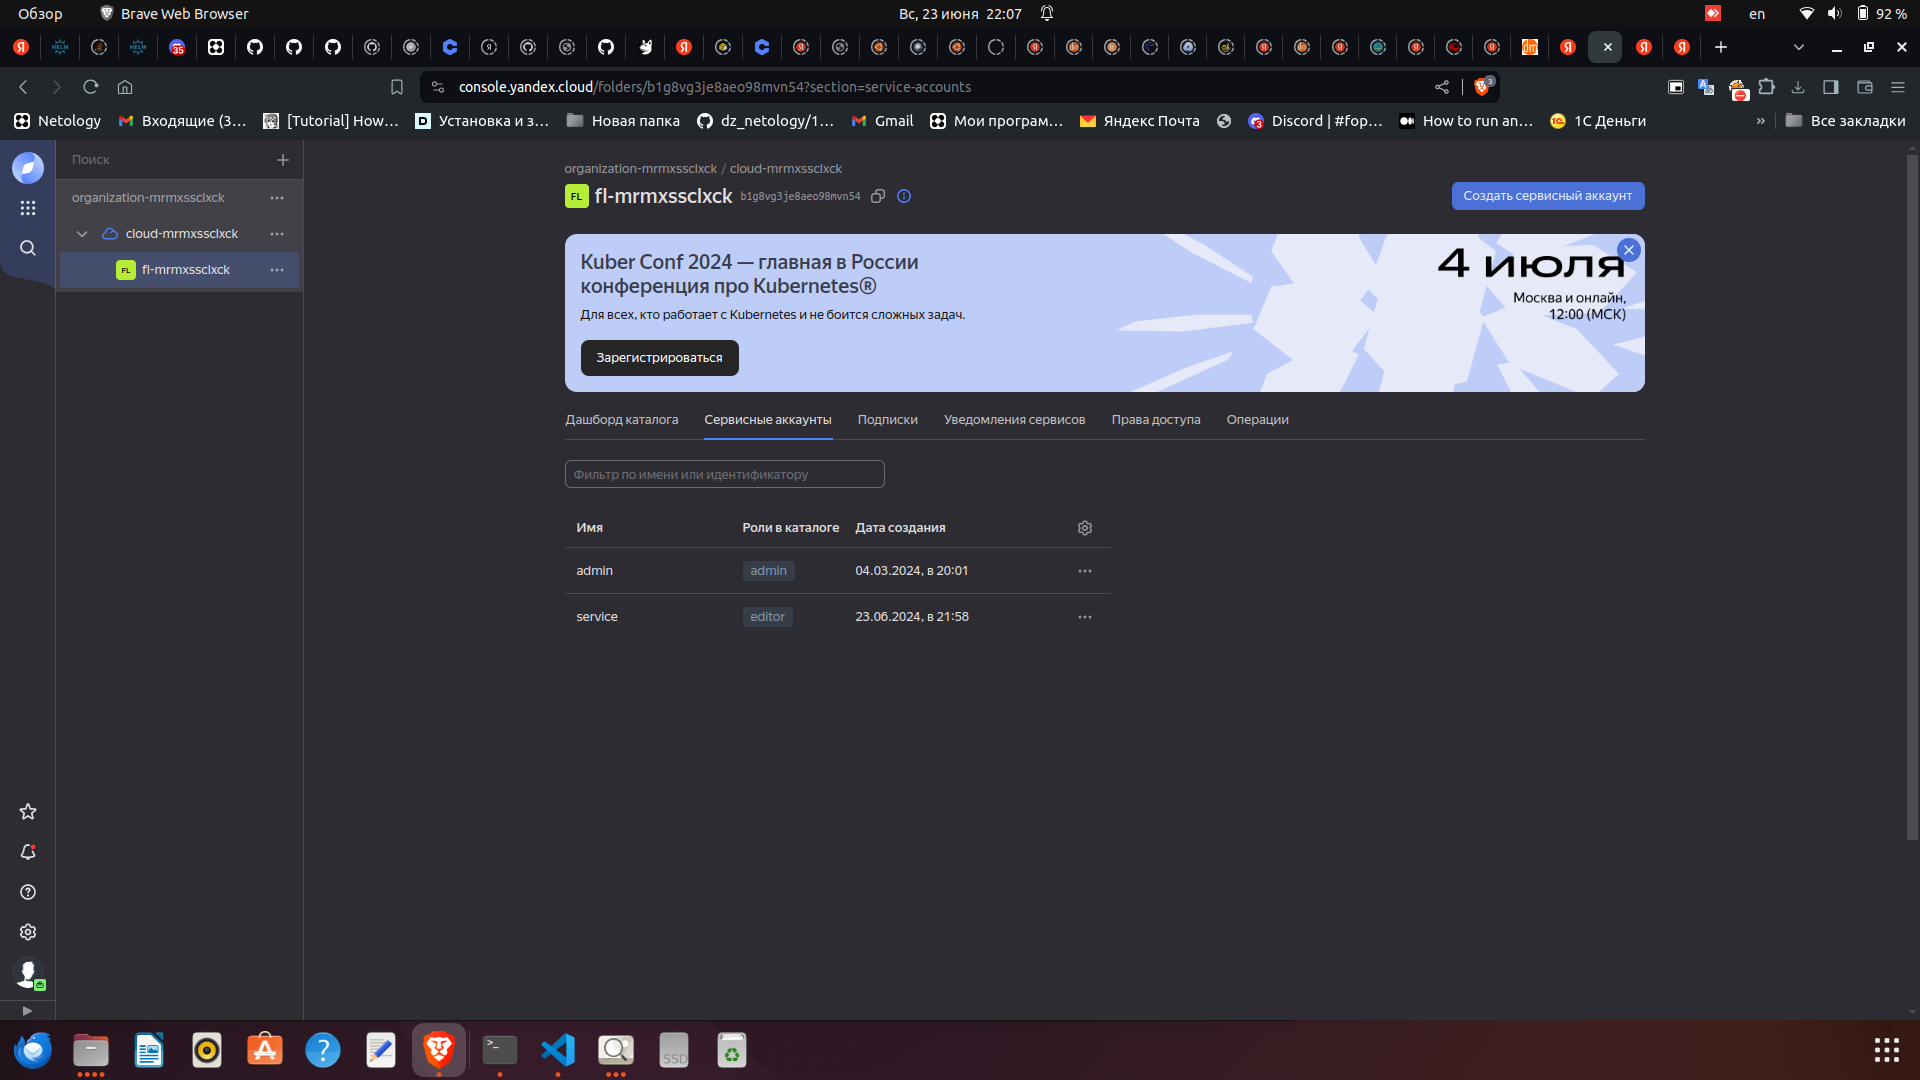 Обзор
Brave Web Browser
Вс, 23 июня 22:07
en
92 %
console.yandex.cloud/folders/b1g8vg3je8aeo98mvn54?section=service-accounts
Netology
Входящие (3...
[Tutorial] How...
Установка и з...
Новая папка
dz_netology/1...
Gmail
Мои програм...
Яндекс Почта
Discord | #fop...
How to run an...
1С Деньги
»
Все закладки
Поиск
organization-mrmxssclxck
cloud-mrmxssclxck
FL fl-mrmxssclxck
organization-mrmxssclxck / cloud-mrmxssclxck
FL fl-mrmxssclxck b1g8vg3je8aeo98mvn54
Создать сервисный аккаунт
Kuber Conf 2024 — главная в России
конференция про Kubernetes®
Для всех, кто работает с Kubernetes и не боится сложных задач.
Зарегистрироваться
4 июля
Москва и онлайн,
12:00 (МСК)
Дашборд каталога
Сервисные аккаунты
Подписки
Уведомления сервисов
Права доступа
Операции
Фильтр по имени или идентификатору
Имя Роли в каталоге Дата создания
admin admin 04.03.2024, в 20:01
service editor 23.06.2024, в 21:58
SSD